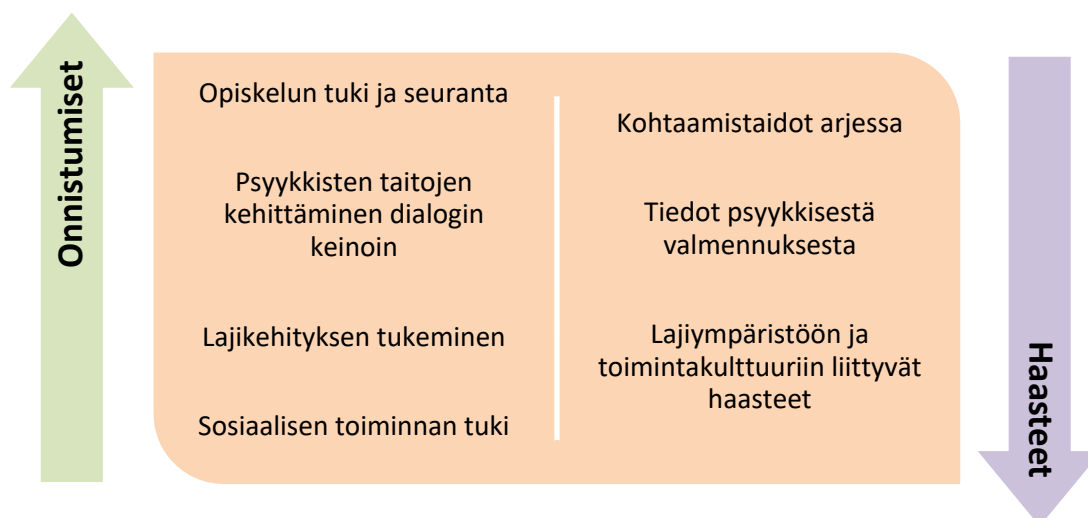 Onnistumiset
Opiskelun tuki ja seuranta
Psyykkisten taitojen
kehittäminen dialogin
keinoin
Lajikehityksen tukeminen
Sosiaalisen toiminnan tuki
Kohtaamistaidot arjessa
Tiedot psyykkisestä
valmennuksesta
Lajiympäristöön ja
toimintakulttuuriin liittyvät
haasteet
Haasteet